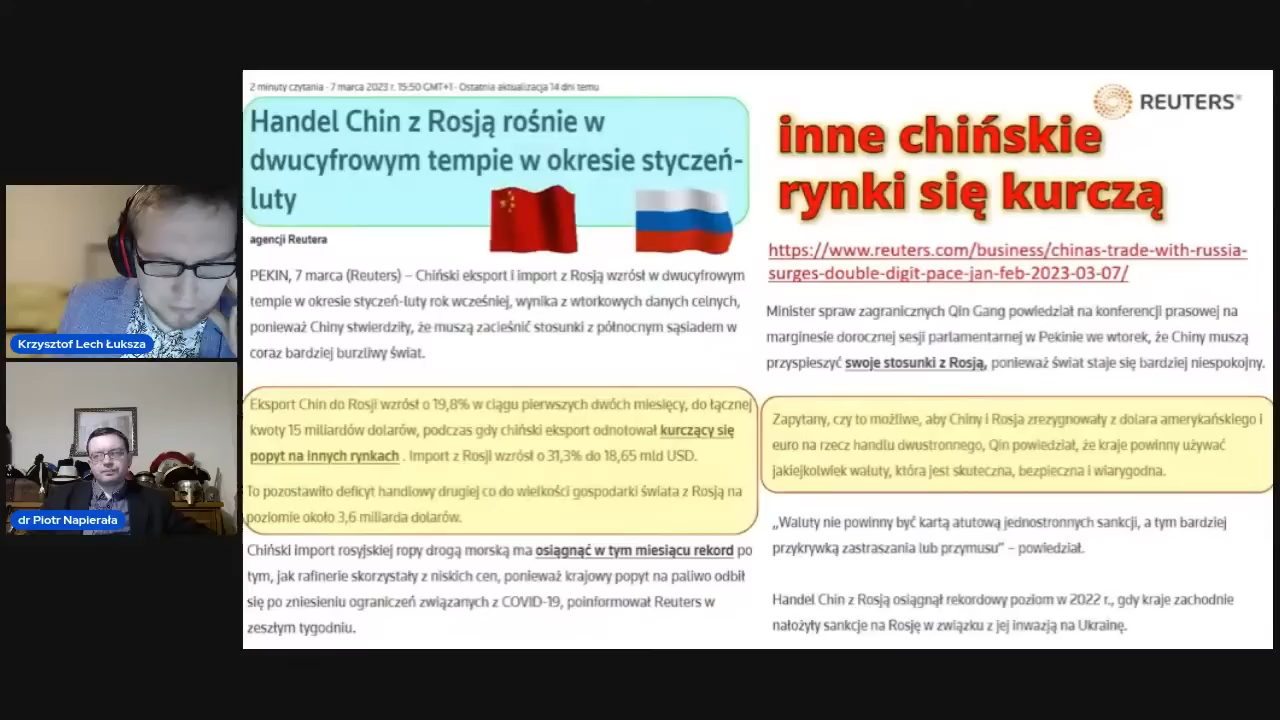 2 minuty czytania · 7 marca 2023 r. 15:50 GMT+1 · Ostatnia aktualizacja 14 dni temu
Handel Chin z Rosją rośnie w
dwucyfrowym tempie w okresie styczeń-
luty
agencji Reutera
PEKIN, 7 marca (Reuters) – Chiński eksport i import z Rosją wzrósł w dwucyfrowym
tempie w okresie styczeń-luty rok wcześniej, wynika z wtorkowych danych celnych,
ponieważ Chiny stwierdziły, że muszą zacieśnić stosunki z północnym sąsiadem w
coraz bardziej burzliwy świat.
Eksport Chin do Rosji wzrósł o 19,8% w ciągu pierwszych dwóch miesięcy, do łącznej
kwoty 15 miliardów dolarów, podczas gdy chiński eksport odnotował kurczący się
popyt na innych rynkach . Import z Rosji wzrósł o 31,3% do 18,65 mld USD.
To pozostawiło deficyt handlowy drugiej co do wielkości gospodarki świata z Rosją na
poziomie około 3,6 miliarda dolarów.
Chiński import rosyjskiej ropy drogą morską ma osiągnąć w tym miesiącu rekord po
tym, jak rafinerie skorzystały z niskich cen, ponieważ krajowy popyt na paliwo odbił
się po zniesieniu ograniczeń związanych z COVID-19, poinformował Reuters w
zeszłym tygodniu.
REUTERS®
inne chińskie
rynki się kurczą
https://www.reuters.com/business/chinas-trade-with-russia-
surges-double-digit-pace-jan-feb-2023-03-07/
Minister spraw zagranicznych Qin Gang powiedział na konferencji prasowej na
marginesie dorocznej sesji parlamentarnej w Pekinie we wtorek, że Chiny muszą
przyspieszyć swoje stosunki z Rosją, ponieważ świat staje się bardziej niespokojny.
Zapytany, czy to możliwe, aby Chiny i Rosja zrezygnowały z dolara amerykańskiego i
euro na rzecz handlu dwustronnego, Qin powiedział, że kraje powinny używać
jakiejkolwiek waluty, która jest skuteczna, bezpieczna i wiarygodna.
„Waluty nie powinny być kartą atutową jednostronnych sankcji, a tym bardziej
przykrywką zastraszania lub przymusu” – powiedział.
Handel Chin z Rosją osiągnął rekordowy poziom w 2022 r., gdy kraje zachodnie
nałożyły sankcje na Rosję w związku z jej inwazją na Ukrainę.
Krzysztof Lech Łuksza
dr Piotr Napierała